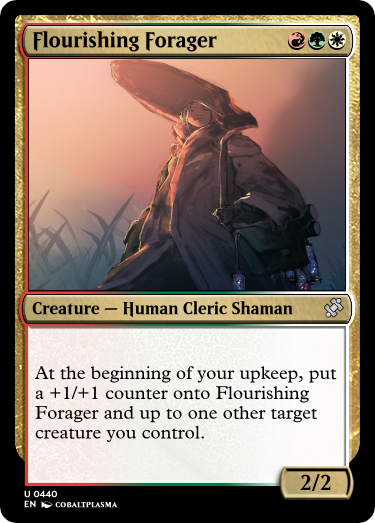 Flourishing Forager
Creature — Human Cleric Shaman
At the beginning of your upkeep, put
a +1/+1 counter onto Flourishing
Forager and up to one other target
creature you control.
2/2
U 0440
EN COBALTPLASMA